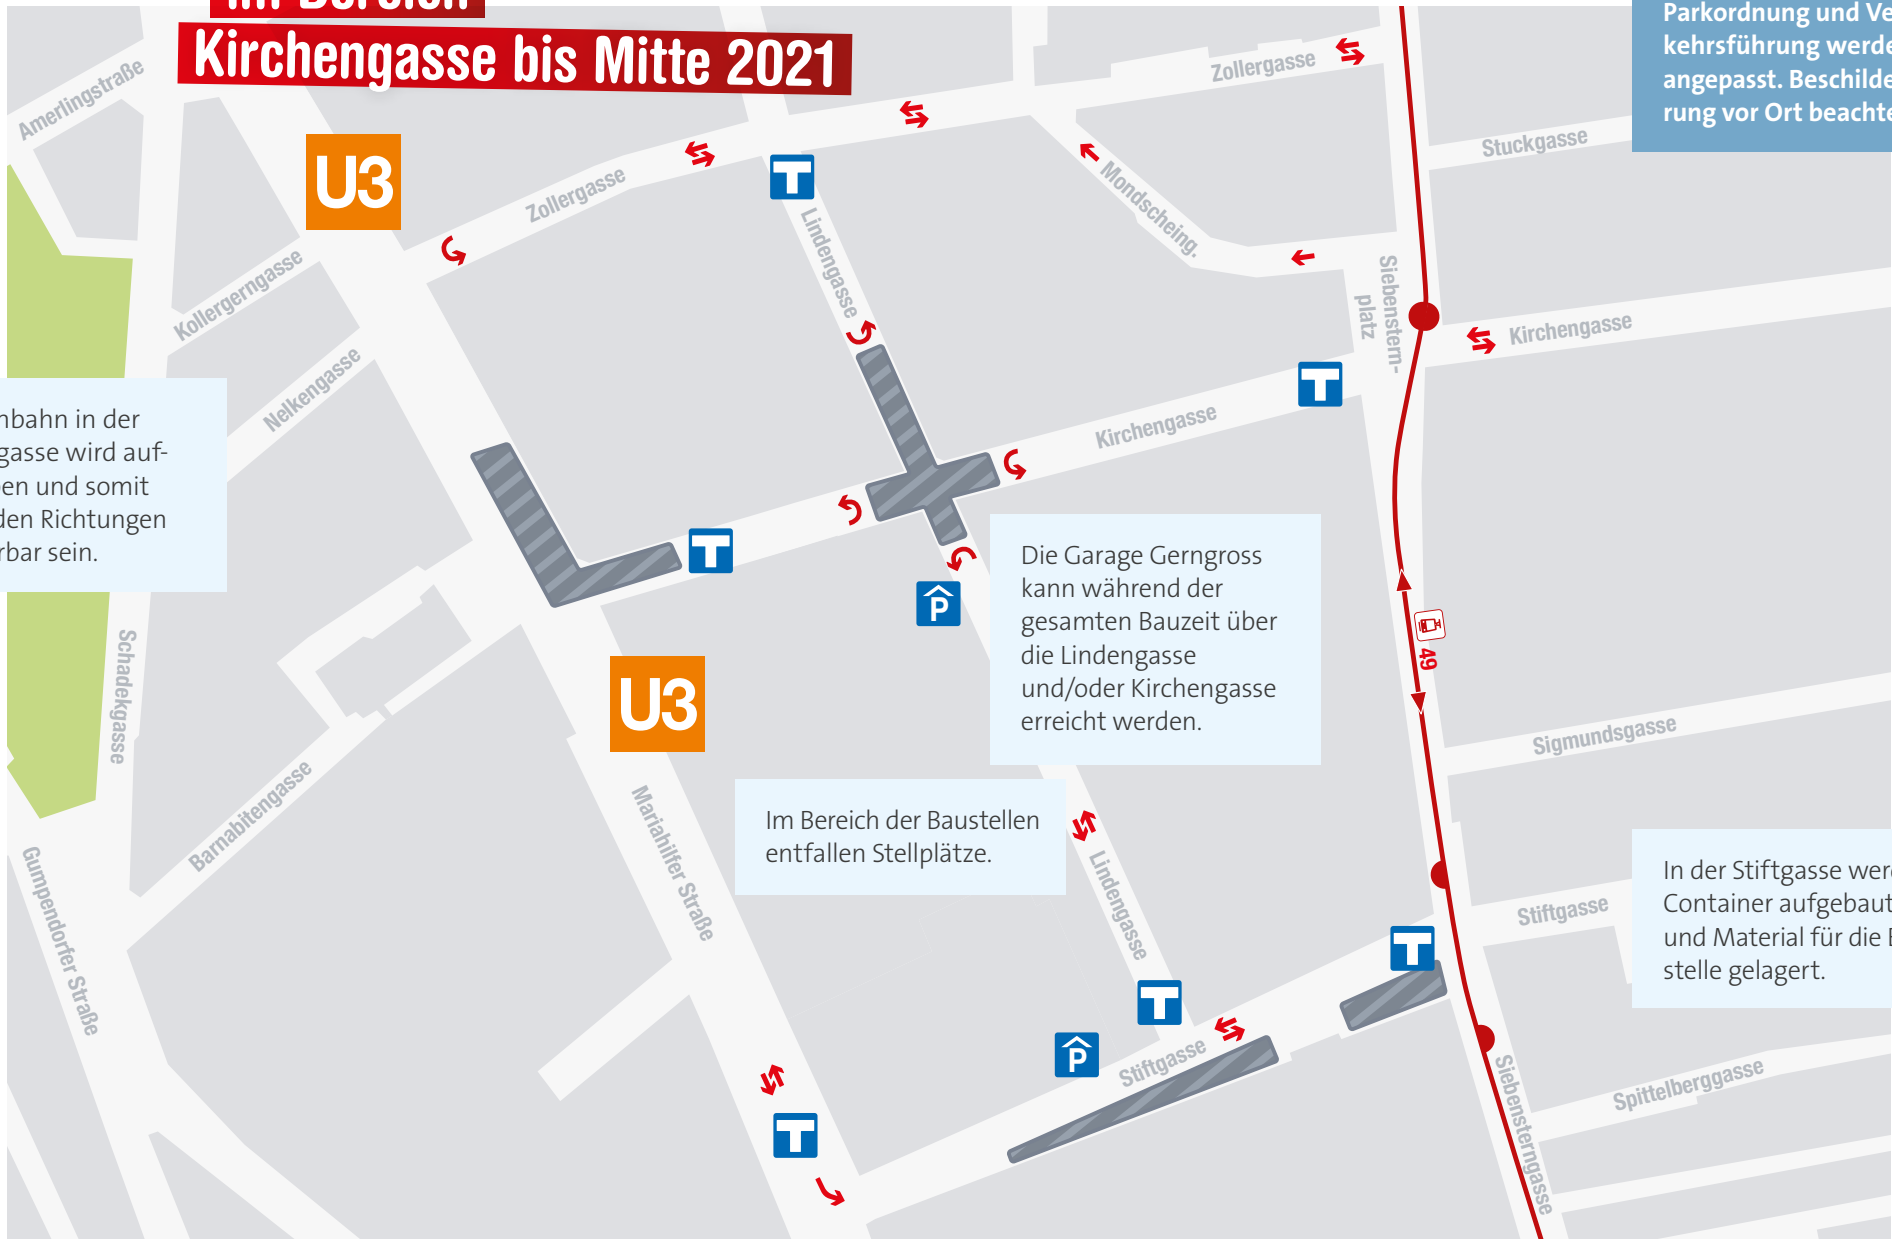 im Bereich
Kirchengasse bis Mitte 2021
Parkordnung und Ve
kehrsführung werde
angepasst. Beschilde
rung vor Ort beachte
Amerlingstraße
Zollergasse
Stuckgasse
U3
Zollergasse
Mondscheing.
Lindengasse
Kollergerngasse
Siebenstern-
platz
Kirchengasse
Nelkengasse
nbahn in der
gasse wird auf-
en und somit
den Richtungen
rbar sein.
Kirchengasse
Die Garage Gerngross
kann während der
gesamten Bauzeit über
die Lindengasse
und/oder Kirchengasse
erreicht werden.
P
49
Schadekgasse
U3
Sigmundsgasse
Barnabitengasse
Mariahilfer Straße
Im Bereich der Baustellen
entfallen Stellplätze.
Lindengasse
Gumpendorfer Straße
Stiftgasse
In der Stiftgasse wer
Container aufgebaut
und Material für die B
stelle gelagert.
P
Stiftgasse
Spittelberggasse
Siebensterngasse